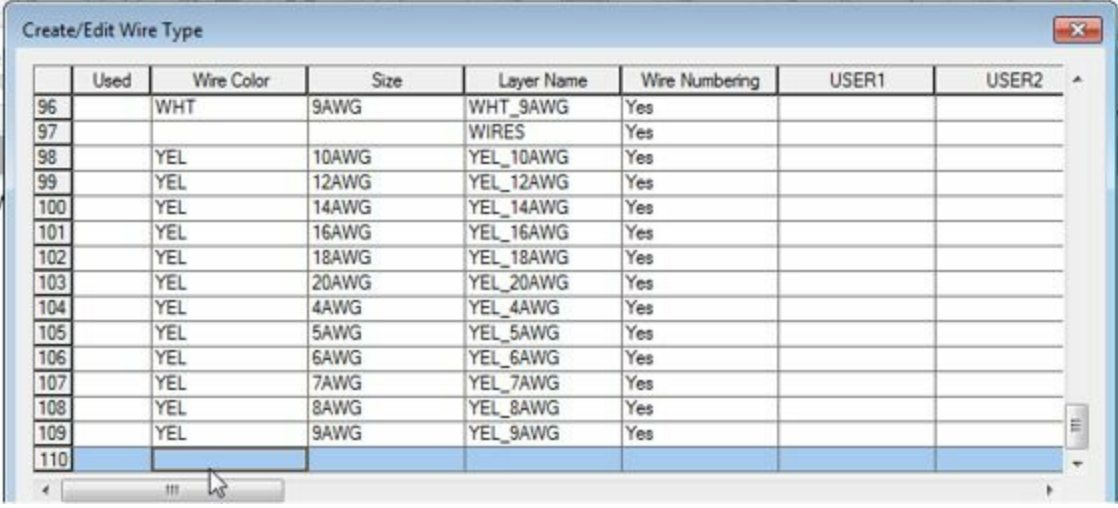 Create/Edit Wire Type
Used Wire Color Size Layer Name Wire Numbering USER1 USER2
96 WHT 9AWG WHT_9AWG Yes
97 WIRES Yes
98 YEL 10AWG YEL_10AWG Yes
99 YEL 12AWG YEL_12AWG Yes
100 YEL 14AWG YEL_14AWG Yes
101 YEL 16AWG YEL_16AWG Yes
102 YEL 18AWG YEL_18AWG Yes
103 YEL 20AWG YEL_20AWG Yes
104 YEL 4AWG YEL_4AWG Yes
105 YEL 5AWG YEL_5AWG Yes
106 YEL 6AWG YEL_6AWG Yes
107 YEL 7AWG YEL_7AWG Yes
108 YEL 8AWG YEL_8AWG Yes
109 YEL 9AWG YEL_9AWG Yes
110